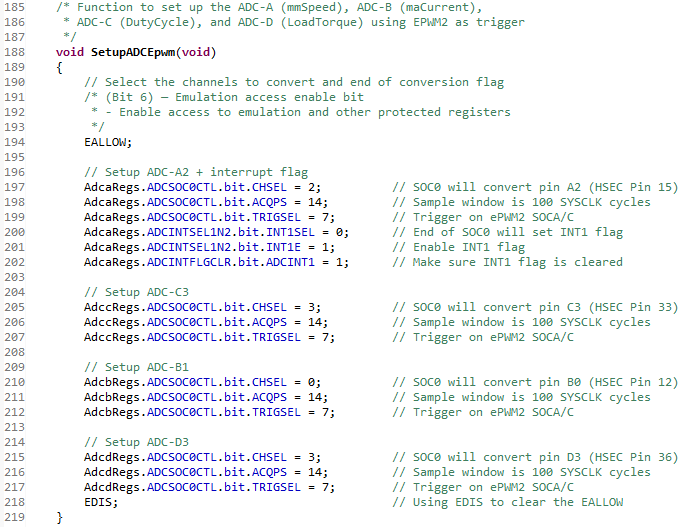 185 /* Function to set up the ADC-A (mmSpeed), ADC-B (maCurrent),
186  * ADC-C (DutyCycle), and ADC-D (LoadTorque) using EPWM2 as trigger
187  */
188 void SetupADCEpwm(void)
189 {
190     // Select the channels to convert and end of conversion flag
191     /* (Bit 6) – Emulation access enable bit
192      * - Enable access to emulation and other protected registers
193      */
194     EALLOW;
195
196     // Setup ADC-A2 + interrupt flag
197     AdcaRegs.ADCSOC0CTL.bit.CHSEL = 2;          // SOC0 will convert pin A2 (HSEC Pin 15)
198     AdcaRegs.ADCSOC0CTL.bit.ACQPS = 14;         // Sample window is 100 SYSCLK cycles
199     AdcaRegs.ADCSOC0CTL.bit.TRIGSEL = 7;        // Trigger on ePWM2 SOCA/C
200     AdcaRegs.ADCINTSEL1N2.bit.INT1SEL = 0;      // End of SOC0 will set INT1 flag
201     AdcaRegs.ADCINTSEL1N2.bit.INT1E = 1;        // Enable INT1 flag
202     AdcaRegs.ADCINTFLGCLR.bit.ADCINT1 = 1;      // Make sure INT1 flag is cleared
203
204     // Setup ADC-C3
205     AdccRegs.ADCSOC0CTL.bit.CHSEL = 3;          // SOC0 will convert pin C3 (HSEC Pin 33)
206     AdccRegs.ADCSOC0CTL.bit.ACQPS = 14;         // Sample window is 100 SYSCLK cycles
207     AdccRegs.ADCSOC0CTL.bit.TRIGSEL = 7;        // Trigger on ePWM2 SOCA/C
208
209     // Setup ADC-B1
210     AdcbRegs.ADCSOC0CTL.bit.CHSEL = 0;          // SOC0 will convert pin B0 (HSEC Pin 12)
211     AdcbRegs.ADCSOC0CTL.bit.ACQPS = 14;         // Sample window is 100 SYSCLK cycles
212     AdcbRegs.ADCSOC0CTL.bit.TRIGSEL = 7;        // Trigger on ePWM2 SOCA/C
213
214     // Setup ADC-D3
215     AdcdRegs.ADCSOC0CTL.bit.CHSEL = 3;          // SOC0 will convert pin D3 (HSEC Pin 36)
216     AdcdRegs.ADCSOC0CTL.bit.ACQPS = 14;         // Sample window is 100 SYSCLK cycles
217     AdcdRegs.ADCSOC0CTL.bit.TRIGSEL = 7;        // Trigger on ePWM2 SOCA/C
218     EDIS;                                       // Using EDIS to clear the EALLOW
219 }